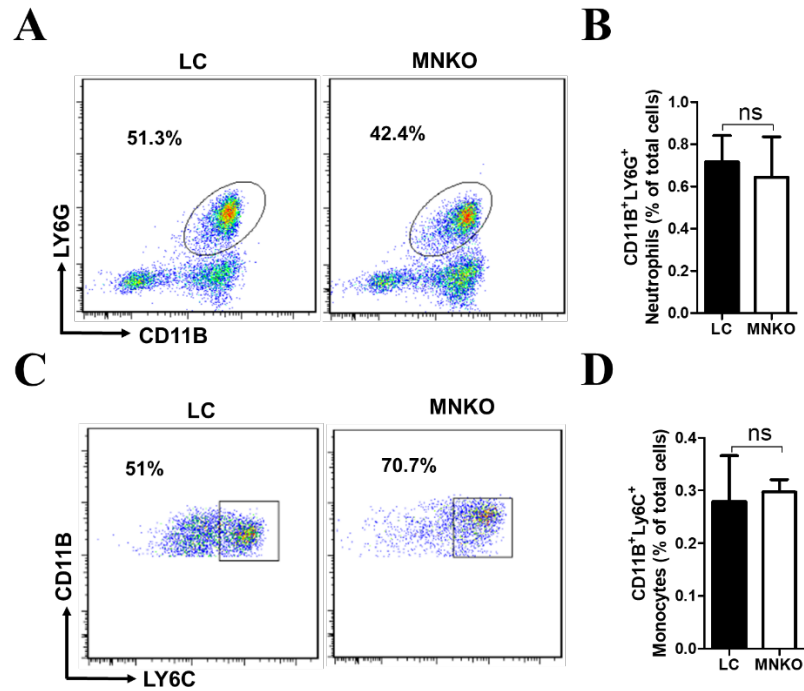 A
B
LC
MNKO
51.3%
42.4%
LY6G
CD11B
CD11B⁺LY6G⁺
Neutrophils (% of total cells)
ns
1.0
0.8
0.6
0.4
0.2
0.0
LC MNKO
C
D
LC
MNKO
51%
70.7%
CD11B
LY6C
CD11B⁺Ly6C⁺
Monocytes (% of total cells)
ns
0.4
0.3
0.2
0.1
0.0
LC MNKO